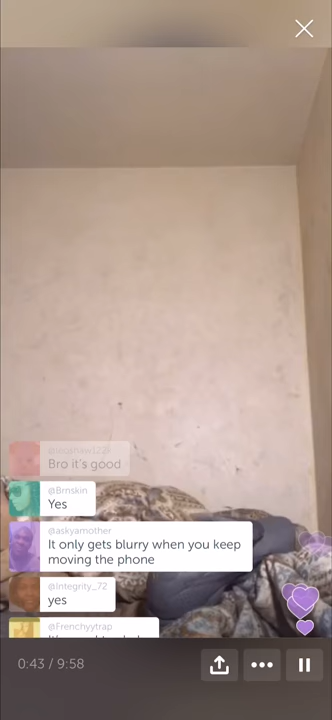 Bro it's good
@Brriskin
Yes
@askyamother
It only gets blurry when you keep
moving the phone
@Integrity_72
yes
@Frenchyytrap
0:43 / 9:58